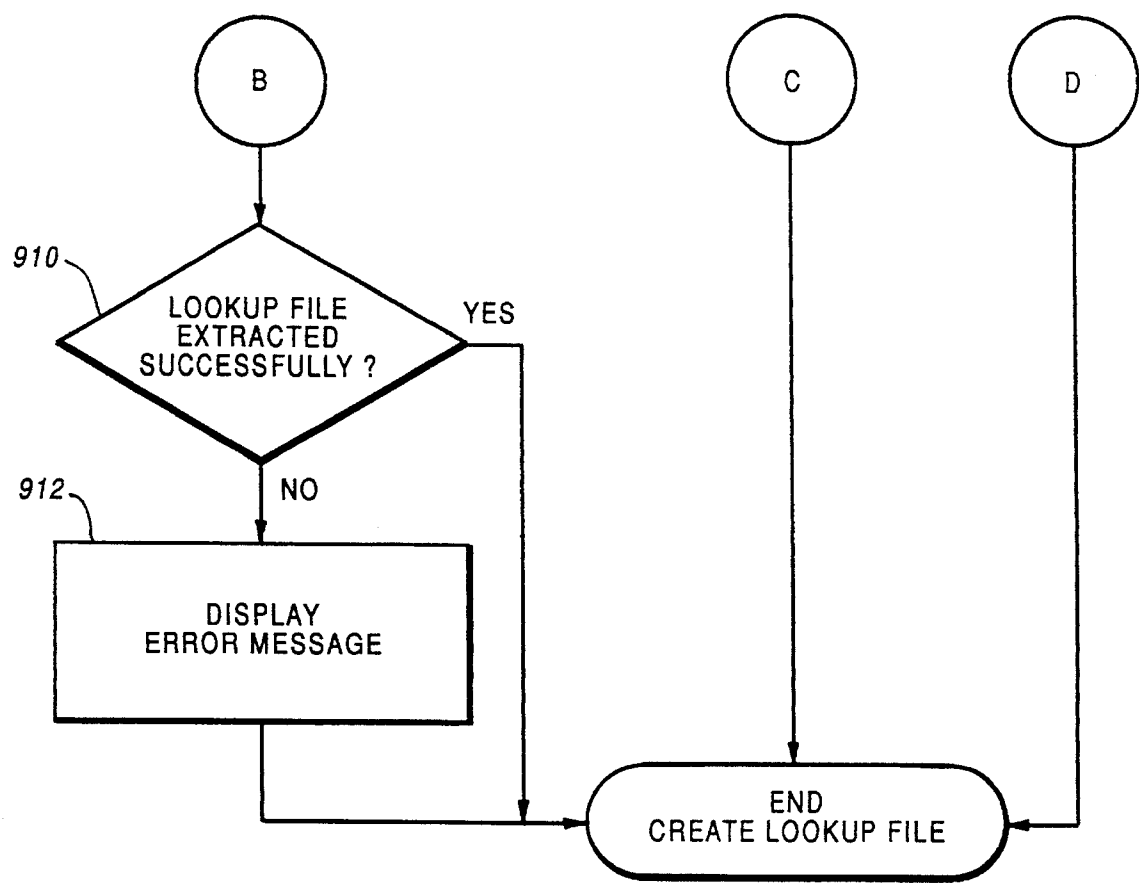 B
C
D
910
LOOKUP FILE
EXTRACTED
SUCCESSFULLY ?
YES
NO
912
DISPLAY
ERROR MESSAGE
END
CREATE LOOKUP FILE